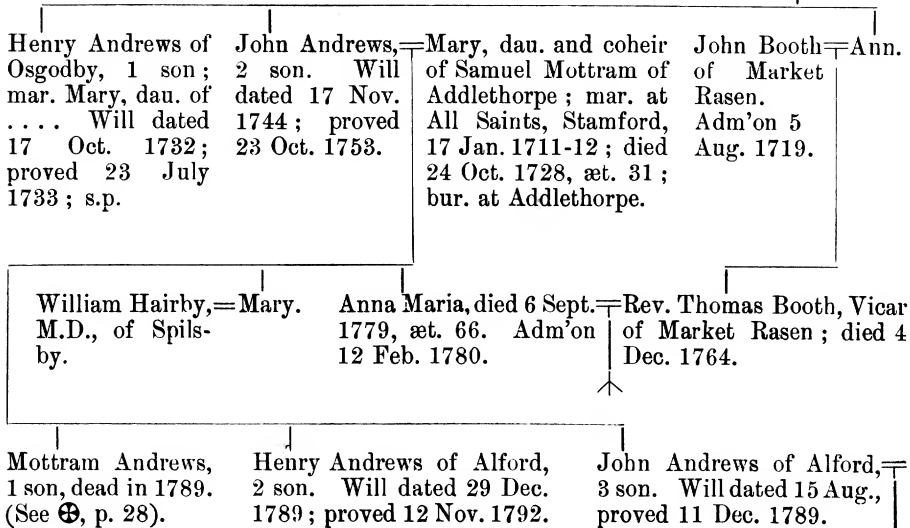 Henry Andrews of
Osgodby, 1 son;
mar. Mary, dau. of
.... Will dated
17 Oct. 1732;
proved 23 July
1733; s.p.
John Andrews,=
2 son. Will
dated 17 Nov.
1744; proved
23 Oct. 1753.
Mary, dau. and coheir
of Samuel Mottram of
Addlethorpe; mar. at
All Saints, Stamford,
17 Jan. 1711-12; died
24 Oct. 1728, æt. 31;
bur. at Addlethorpe.
John Booth=Ann.
of Market
Rasen.
Adm'on 5
Aug. 1719.
William Hairby,=Mary.
M.D., of Spils-
by.
Anna Maria, died 6 Sept.=
1779, æt. 66. Adm'on
12 Feb. 1780.
Rev. Thomas Booth, Vicar
of Market Rasen; died 4
Dec. 1764.
Mottram Andrews,
1 son, dead in 1789.
(See ✠, p. 28).
Henry Andrews of Alford,
2 son. Will dated 29 Dec.
1789; proved 12 Nov. 1792.
John Andrews of Alford,=
3 son. Will dated 15 Aug.,
proved 11 Dec. 1789.